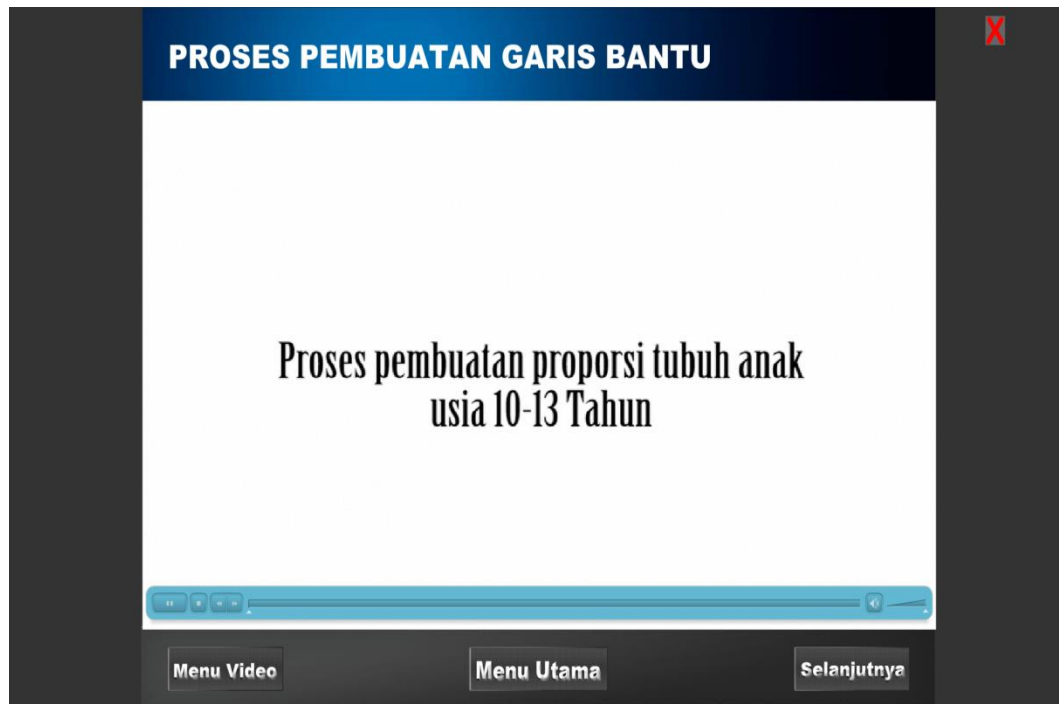 PROSES PEMBUATAN GARIS BANTU
X
Proses pembuatan proporsi tubuh anak
usia 10-13 Tahun
Menu Video
Menu Utama
Selanjutnya